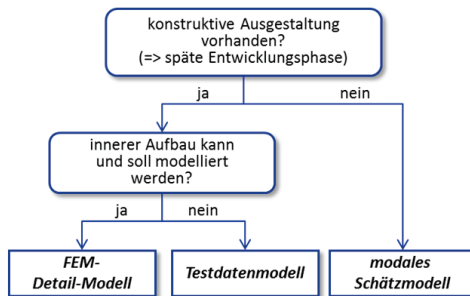 konstruktive Ausgestaltung
vorhanden?
(=> späte Entwicklungsphase)
ja
nein
innerer Aufbau kann
und soll modelliert
werden?
ja
nein
FEM-
Detail-Modell
Testdatenmodell
modales
Schätzmodell